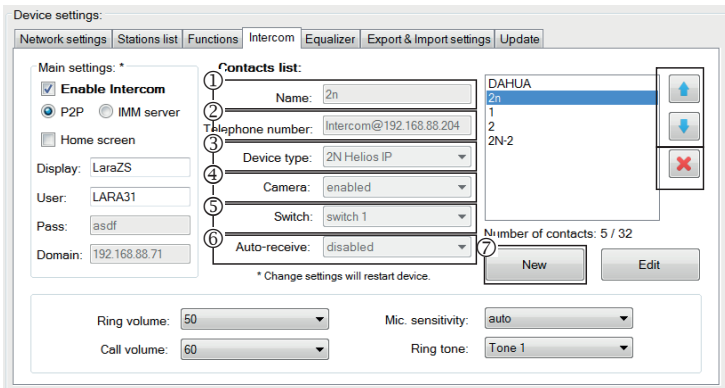 Device settings:
Network settings Stations list Functions Intercom Equalizer Export & Import settings Update
Main settings: *
Enable Intercom
P2P IMM server
Home screen
Display: LaraZS
User: LARA31
Pass: asdf
Domain: 192.168.88.71
Contacts list:
① Name: 2n
② Telephone number: Intercom@192.168.88.204
③ Device type: 2N Helios IP
④ Camera: enabled
⑤ Switch: switch 1
⑥ Auto-receive: disabled
* Change settings will restart device.
DAHUA
2n
1
2
2N-2
Number of contacts: 5 / 32
⑦ New Edit
Ring volume: 50 Mic. sensitivity: auto
Call volume: 60 Ring tone: Tone 1